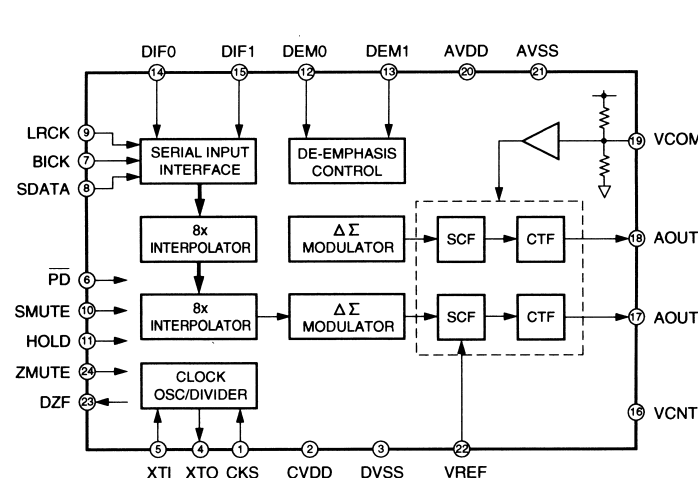 DIF0 DIF1 DEM0 DEM1 AVDD AVSS
14 15 12 13 20 21
LRCK 9
BICK 7
SDATA 8
SERIAL INPUT
INTERFACE
DE-EMPHASIS
CONTROL
19 VCOM
8x
INTERPOLATOR
ΔΣ
MODULATOR
SCF
CTF
18 AOUT
PD 6
SMUTE 10
HOLD 11
ZMUTE 24
DZF 23
8x
INTERPOLATOR
ΔΣ
MODULATOR
SCF
CTF
17 AOUT
CLOCK
OSC/DIVIDER
16 VCNT
5 4 1 2 3 22
XTI XTO CKS CVDD DVSS VREF